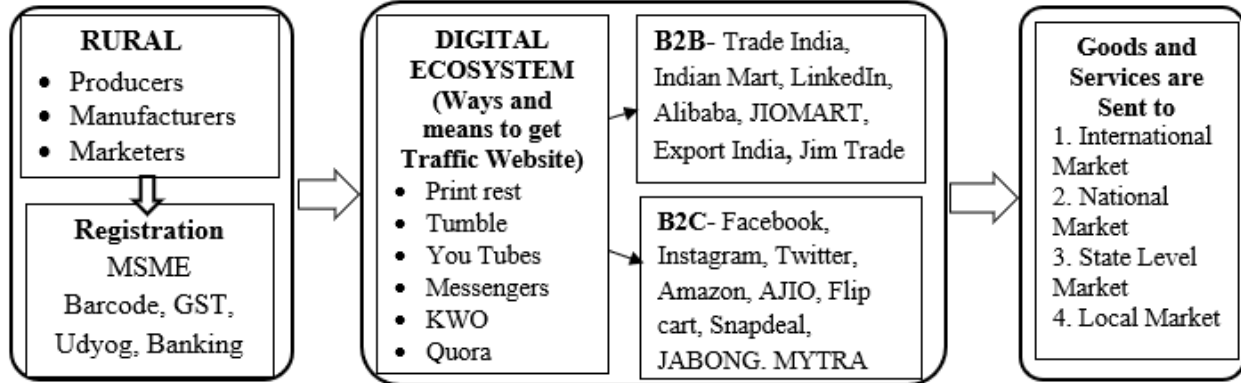 RURAL
• Producers
• Manufacturers
• Marketers
Registration
MSME
Barcode, GST,
Udyog, Banking
DIGITAL
ECOSYSTEM
(Ways and
means to get
Traffic Website)
• Print rest
• Tumble
• You Tubes
• Messengers
• KWO
• Quora
B2B- Trade India,
Indian Mart, LinkedIn,
Alibaba, JIOMART,
Export India, Jim Trade
B2C- Facebook,
Instagram, Twitter,
Amazon, AJIO, Flip
cart, Snapdeal,
JABONG. MYTRA
Goods and
Services are
Sent to
1. International
Market
2. National
Market
3. State Level
Market
4. Local Market